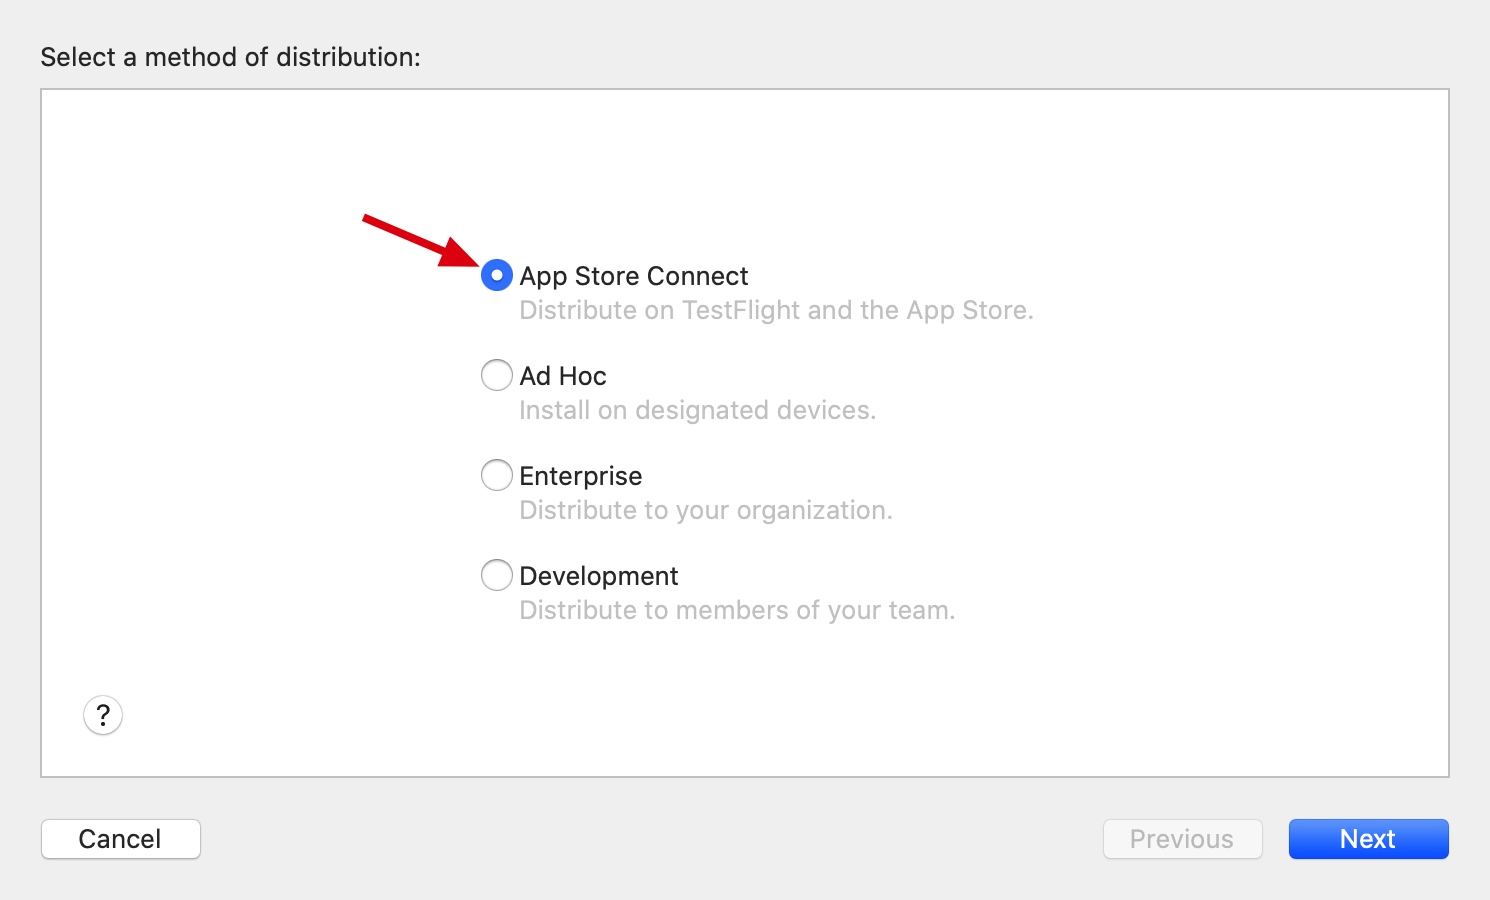 Select a method of distribution:
App Store Connect
Distribute on TestFlight and the App Store.
Ad Hoc
Install on designated devices.
Enterprise
Distribute to your organization.
Development
Distribute to members of your team.
?
Cancel
Previous
Next